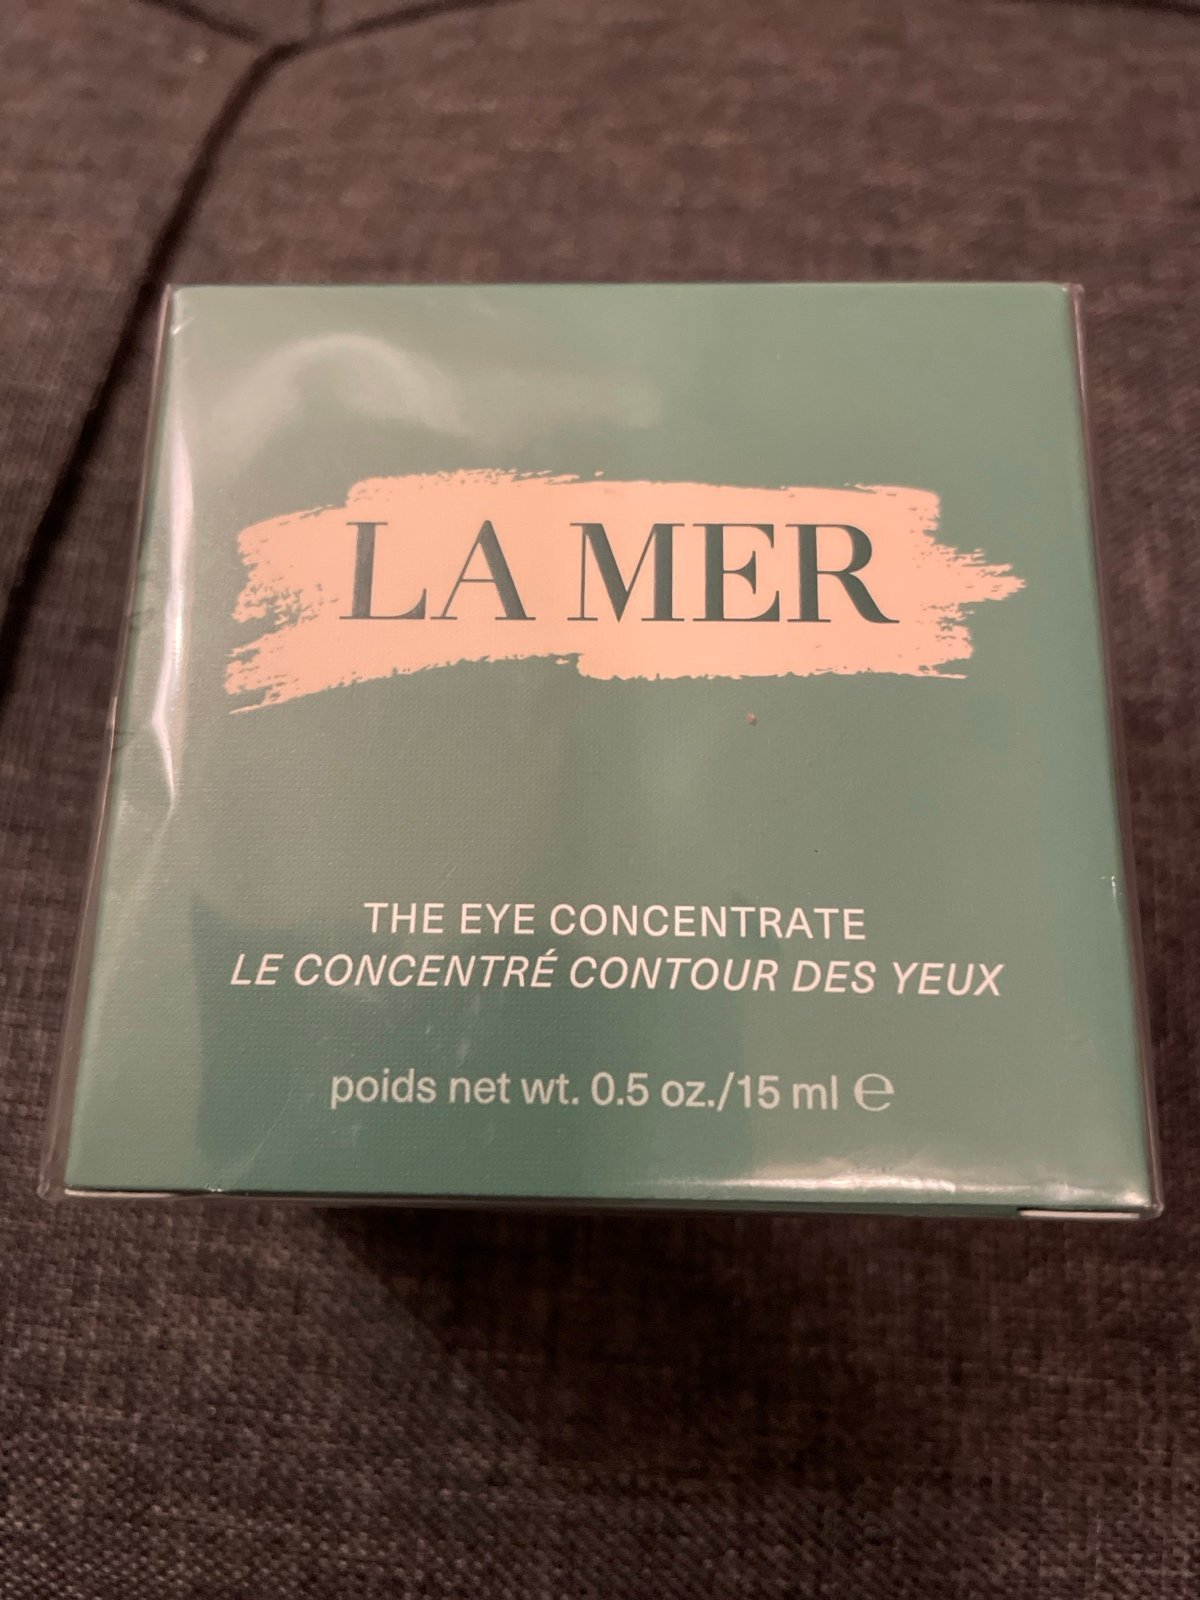 LA MER
THE EYE CONCENTRATE
LE CONCENTRÉ CONTOUR DES YEUX
poids net wt. 0.5 oz./15 ml ℮